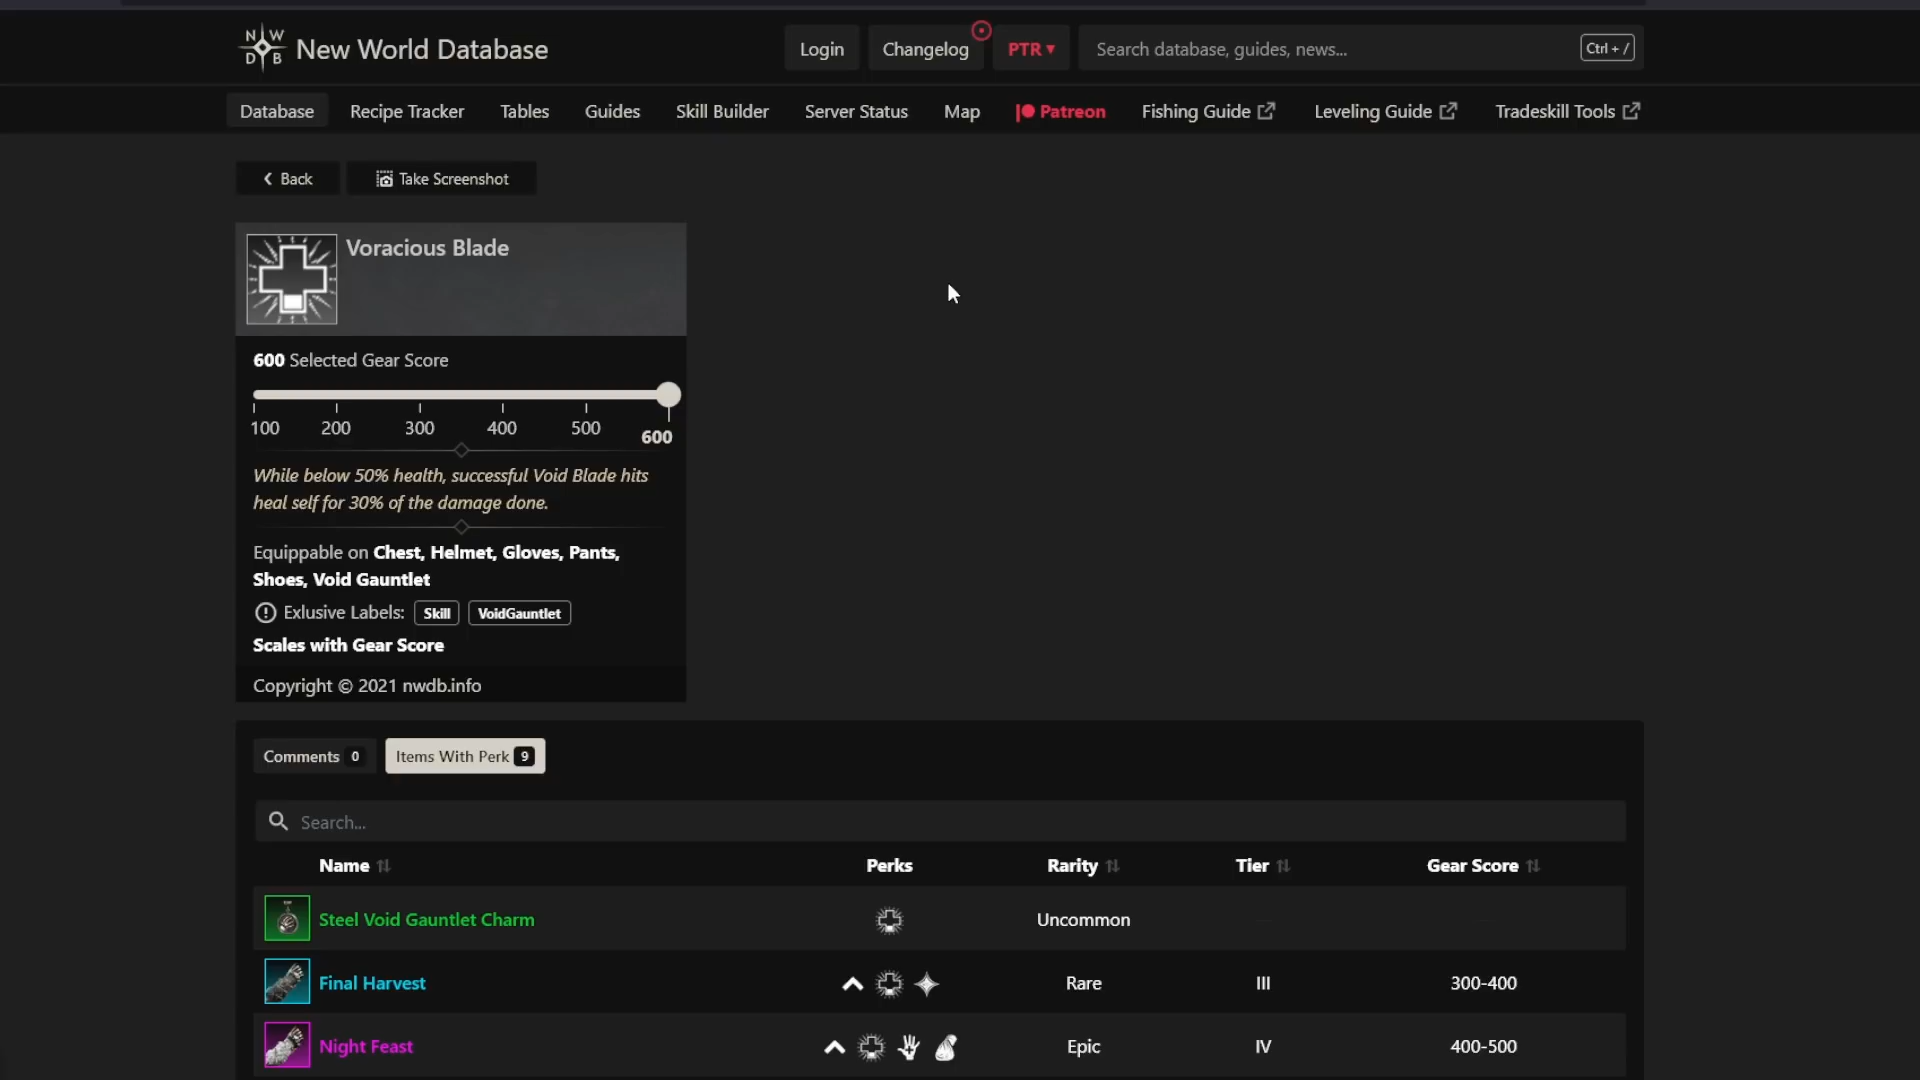 NW DB New World Database
Login Changelog PTR ▾ Search database, guides, news... Ctrl + /
Database Recipe Tracker Tables Guides Skill Builder Server Status Map Patreon Fishing Guide Leveling Guide Tradeskill Tools
Back Take Screenshot
Voracious Blade
600 Selected Gear Score
100 200 300 400 500 600
While below 50% health, successful Void Blade hits
heal self for 30% of the damage done.
Equippable on Chest, Helmet, Gloves, Pants,
Shoes, Void Gauntlet
Exlusive Labels: Skill VoidGauntlet
Scales with Gear Score
Copyright © 2021 nwdb.info
Comments 0 Items With Perk 9
Search...
Name Perks Rarity Tier Gear Score
Steel Void Gauntlet Charm Uncommon
Final Harvest Rare III 300-400
Night Feast Epic IV 400-500